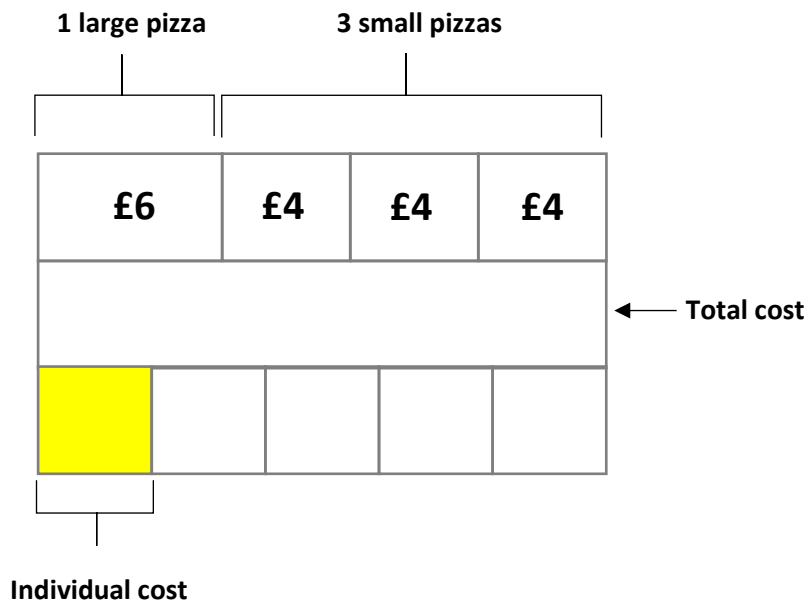 1 large pizza 3 small pizzas
£6 £4 £4 £4
Total cost
Individual cost